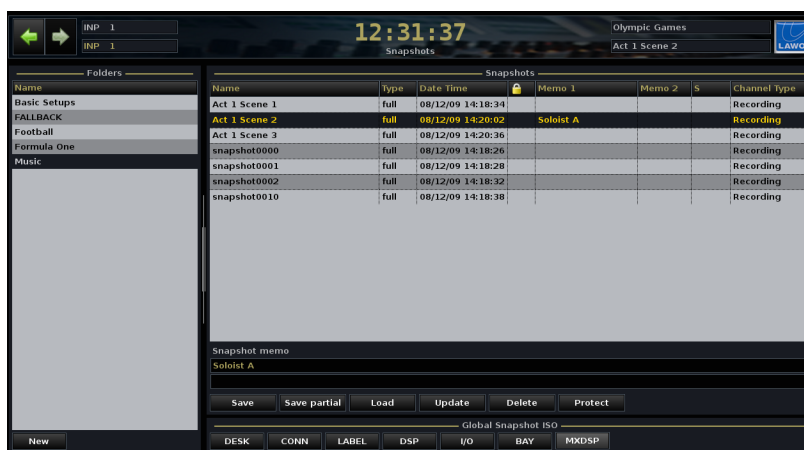 INP 1
INP 1
12:31:37
Snapshots
Olympic Games
Act 1 Scene 2
LAWO
Folders
Name
Basic Setups
FALLBACK
Football
Formula One
Music
New
Snapshots
Name Type Date Time Memo 1 Memo 2 S Channel Type
Act 1 Scene 1 full 08/12/09 14:18:34 Recording
Act 1 Scene 2 full 08/12/09 14:20:02 Soloist A Recording
Act 1 Scene 3 full 08/12/09 14:20:36 Recording
snapshot0000 full 08/12/09 14:18:26 Recording
snapshot0001 full 08/12/09 14:18:28 Recording
snapshot0002 full 08/12/09 14:18:32 Recording
snapshot0010 full 08/12/09 14:18:38 Recording
Snapshot memo
Soloist A
Save Save partial Load Update Delete Protect
Global Snapshot ISO
DESK CONN LABEL DSP I/O BAY MXDSP